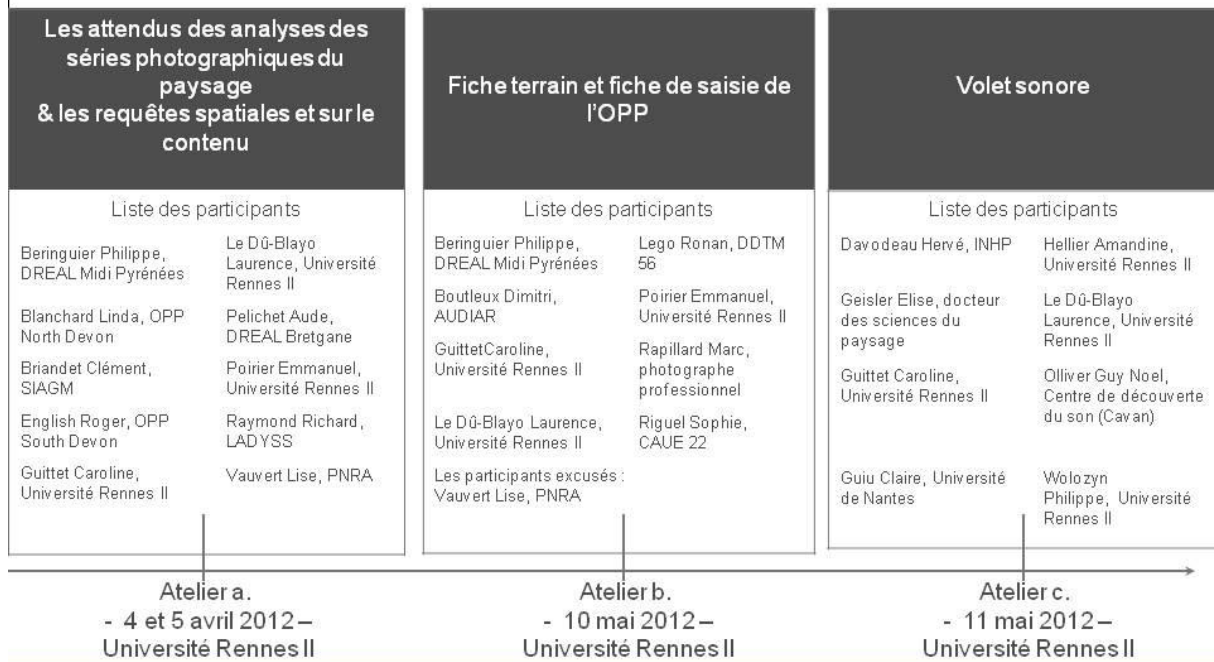 Les attendus des analyses des
séries photographiques du
paysage
& les requêtes spatiales et sur le
contenu
Liste des participants
Beringuier Philippe,
DREAL Midi Pyrénées
Blanchard Linda, OPP
North Devon
Briandet Clément,
SIAGM
English Roger, OPP
South Devon
Guittet Caroline,
Université Rennes II
Le Dû-Blayo
Laurence, Université
Rennes II
Pelichet Aude,
DREAL Bretgane
Poirier Emmanuel,
Université Rennes II
Raymond Richard,
LADYSS
Vauvert Lise, PNRA
Atelier a.
- 4 et 5 avril 2012 –
Université Rennes II
Fiche terrain et fiche de saisie de
l'OPP
Liste des participants
Beringuier Philippe,
DREAL Midi Pyrénées
Boutleux Dimitri,
AUDIAR
GuittetCaroline,
Université Rennes II
Le Dû-Blayo Laurence,
Université Rennes II
Les participants excusés :
Vauvert Lise, PNRA
Lego Ronan, DDTM
56
Poirier Emmanuel,
Université Rennes II
Rapillard Marc,
photographe
professionnel
Riguel Sophie,
CAUE 22
Atelier b.
- 10 mai 2012 –
Université Rennes II
Volet sonore
Liste des participants
Davodeau Hervé, INHP
Geisler Elise, docteur
des sciences du
paysage
Guittet Caroline,
Université Rennes II
Guiu Claire, Université
de Nantes
Hellier Amandine,
Université Rennes II
Le Dû-Blayo
Laurence, Université
Rennes II
Olliver Guy Noel,
Centre de découverte
du son (Cavan)
Wolozyn
Philippe, Université
Rennes II
Atelier c.
- 11 mai 2012 –
Université Rennes II